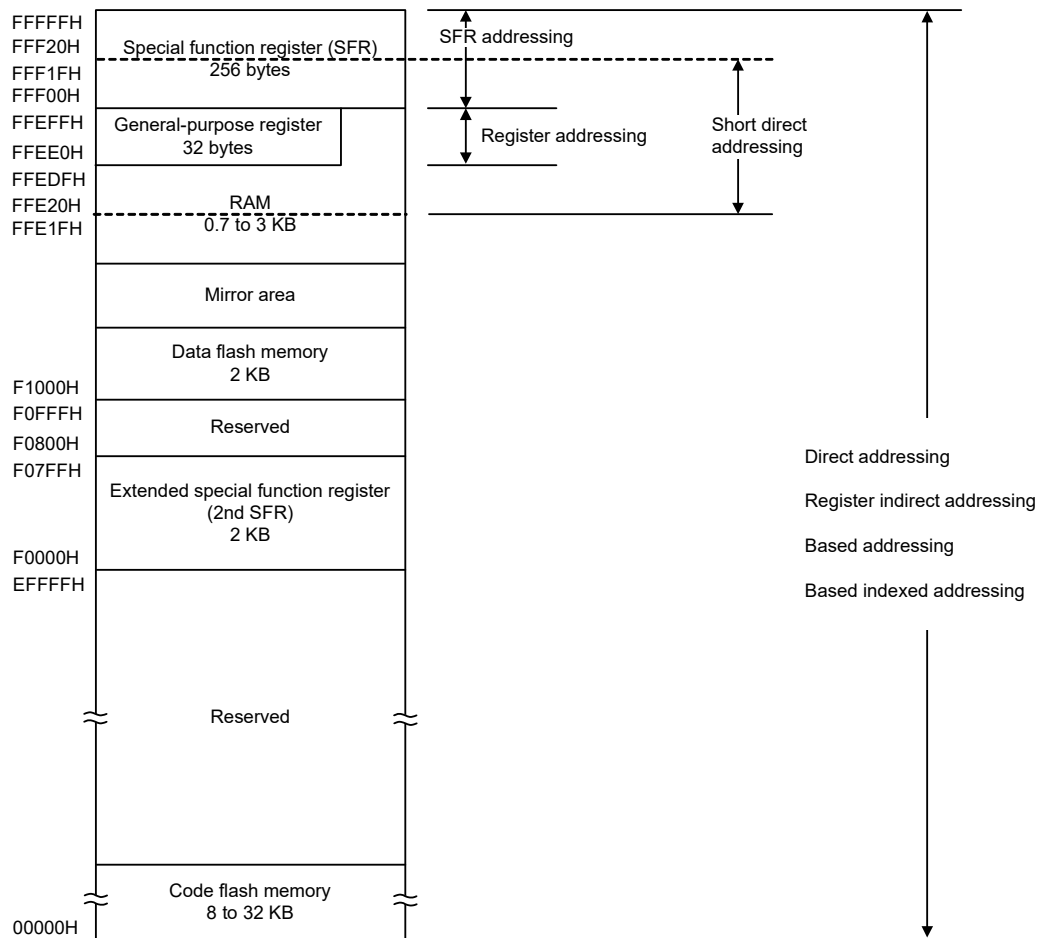 FFFFFH
FFF20H
FFF1FH
FFF00H
FFEFFH
FFEE0H
FFEDFH
FFE20H
FFE1FH
F1000H
F0FFFH
F0800H
F07FFH
F0000H
EFFFFH
00000H
Special function register (SFR)
256 bytes
General-purpose register
32 bytes
RAM
0.7 to 3 KB
Mirror area
Data flash memory
2 KB
Reserved
Extended special function register
(2nd SFR)
2 KB
Reserved
Code flash memory
8 to 32 KB
SFR addressing
Register addressing
Short direct
addressing
Direct addressing
Register indirect addressing
Based addressing
Based indexed addressing